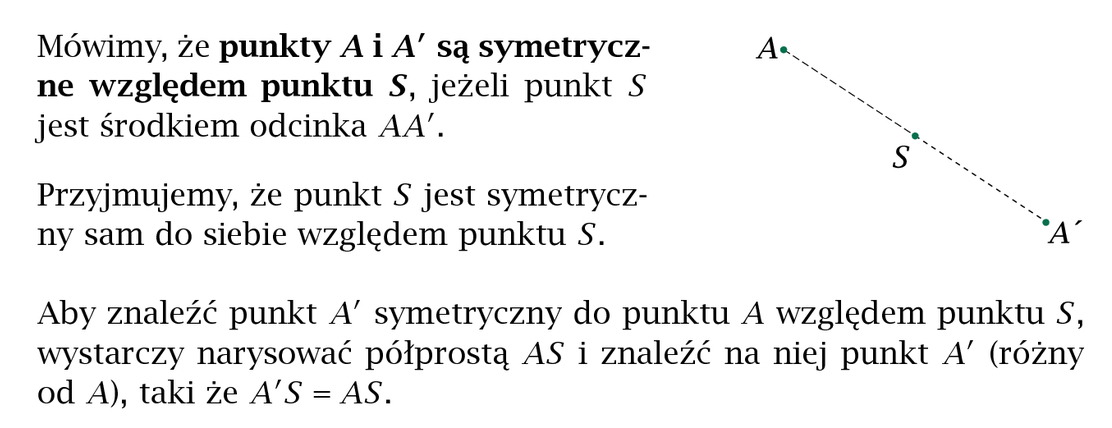 Mówimy, że punkty A i A′ są symetrycz-
ne względem punktu S, jeżeli punkt S
jest środkiem odcinka AA′.
A
S
A´
Przyjmujemy, że punkt S jest symetrycz-
ny sam do siebie względem punktu S.
Aby znaleźć punkt A′ symetryczny do punktu A względem punktu S,
wystarczy narysować półprostą AS i znaleźć na niej punkt A′ (różny
od A), taki że A′S = AS.